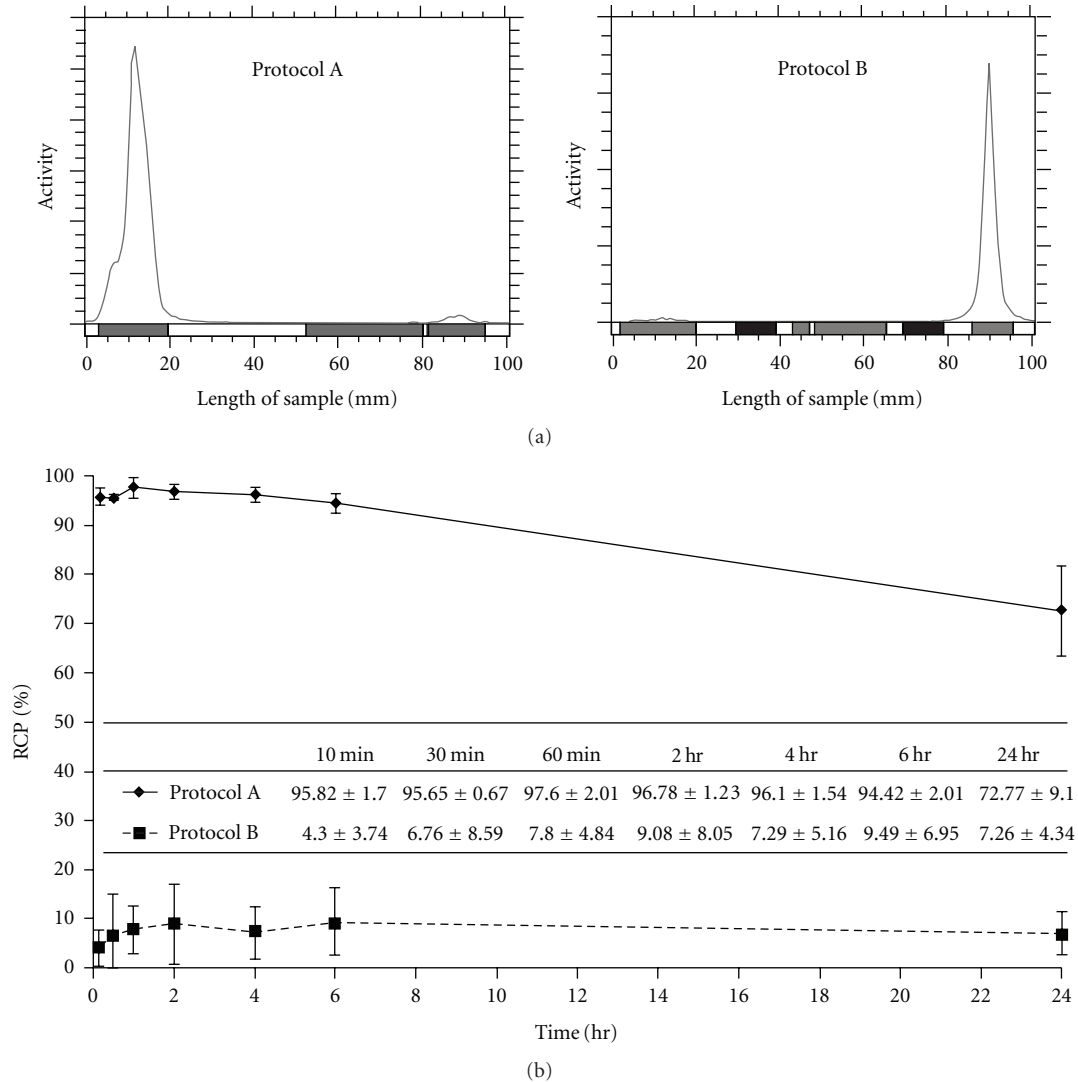 Protocol A
Activity
0 20 40 60 80 100
Length of sample (mm)
Protocol B
Activity
0 20 40 60 80 100
Length of sample (mm)
(a)
100
90
80
70
60
50
40
30
20
10
0
RCP (%)
10 min 30 min 60 min 2 hr 4 hr 6 hr 24 hr
Protocol A 95.82 ± 1.7 95.65 ± 0.67 97.6 ± 2.01 96.78 ± 1.23 96.1 ± 1.54 94.42 ± 2.01 72.77 ± 9.1
Protocol B 4.3 ± 3.74 6.76 ± 8.59 7.8 ± 4.84 9.08 ± 8.05 7.29 ± 5.16 9.49 ± 6.95 7.26 ± 4.34
0 2 4 6 8 10 12 14 16 18 20 22 24
Time (hr)
(b)